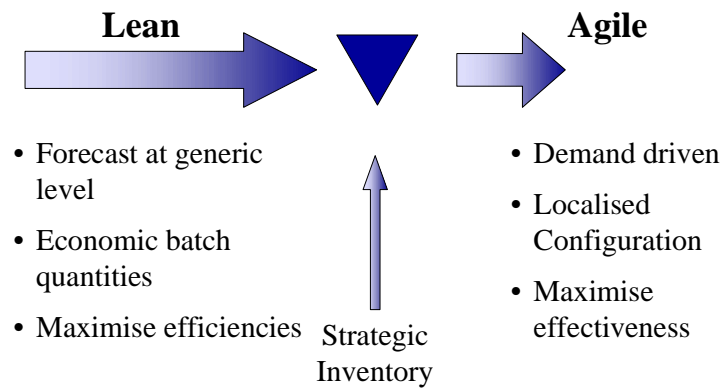 Lean
Agile
• Forecast at generic
level
• Economic batch
quantities
• Maximise efficiencies
Strategic
Inventory
• Demand driven
• Localised
Configuration
• Maximise
effectiveness